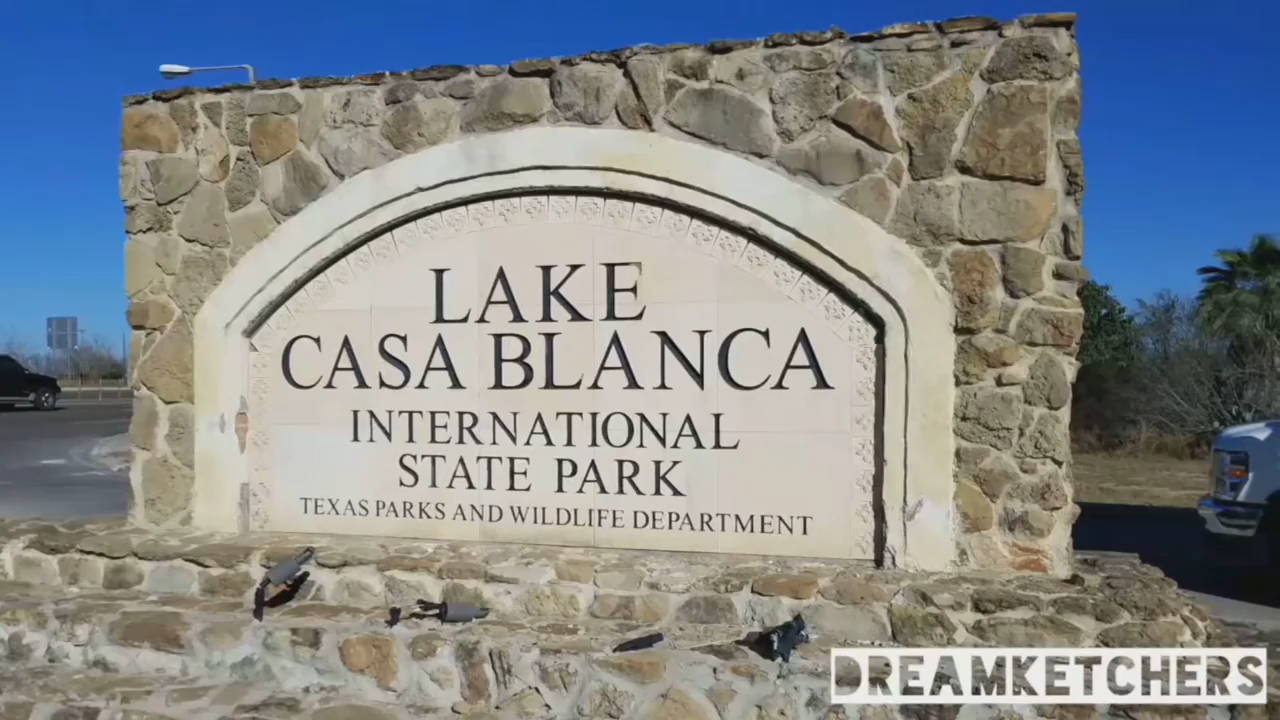 LAKE
CASA BLANCA
INTERNATIONAL
STATE PARK
TEXAS PARKS AND WILDLIFE DEPARTMENT
DREAMKETCHERS